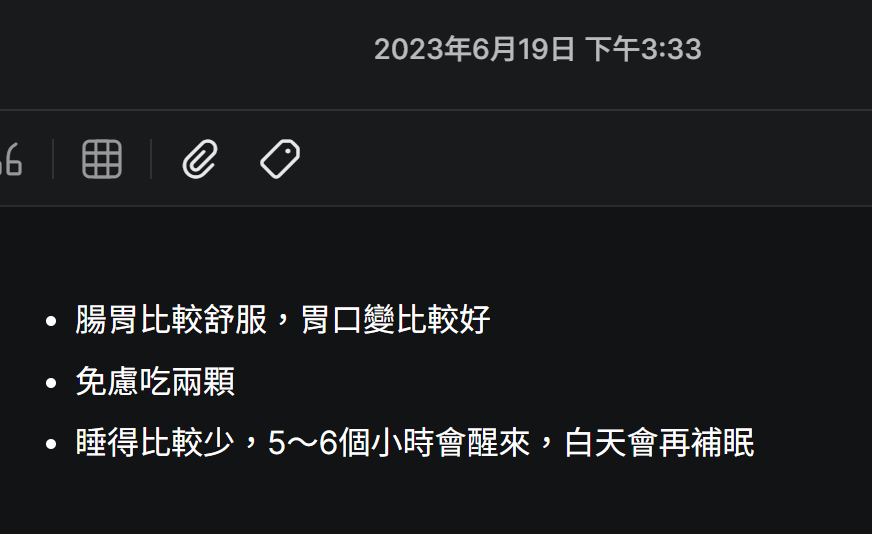 2023年6月19日 下午3:33
腸胃比較舒服，胃口變比較好
免慮吃兩顆
睡得比較少，5～6個小時會醒來，白天會再補眠